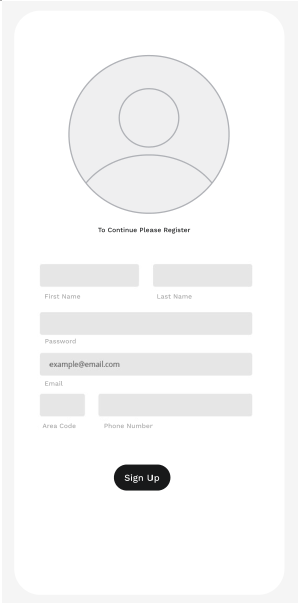 To Continue Please Register
First Name
Last Name
Password
example@email.com
Email
Area Code
Phone Number
Sign Up